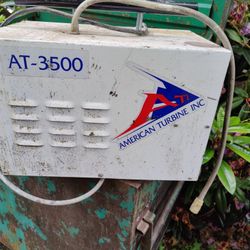 AT-3500
AT
AMERICAN TURBINE INC